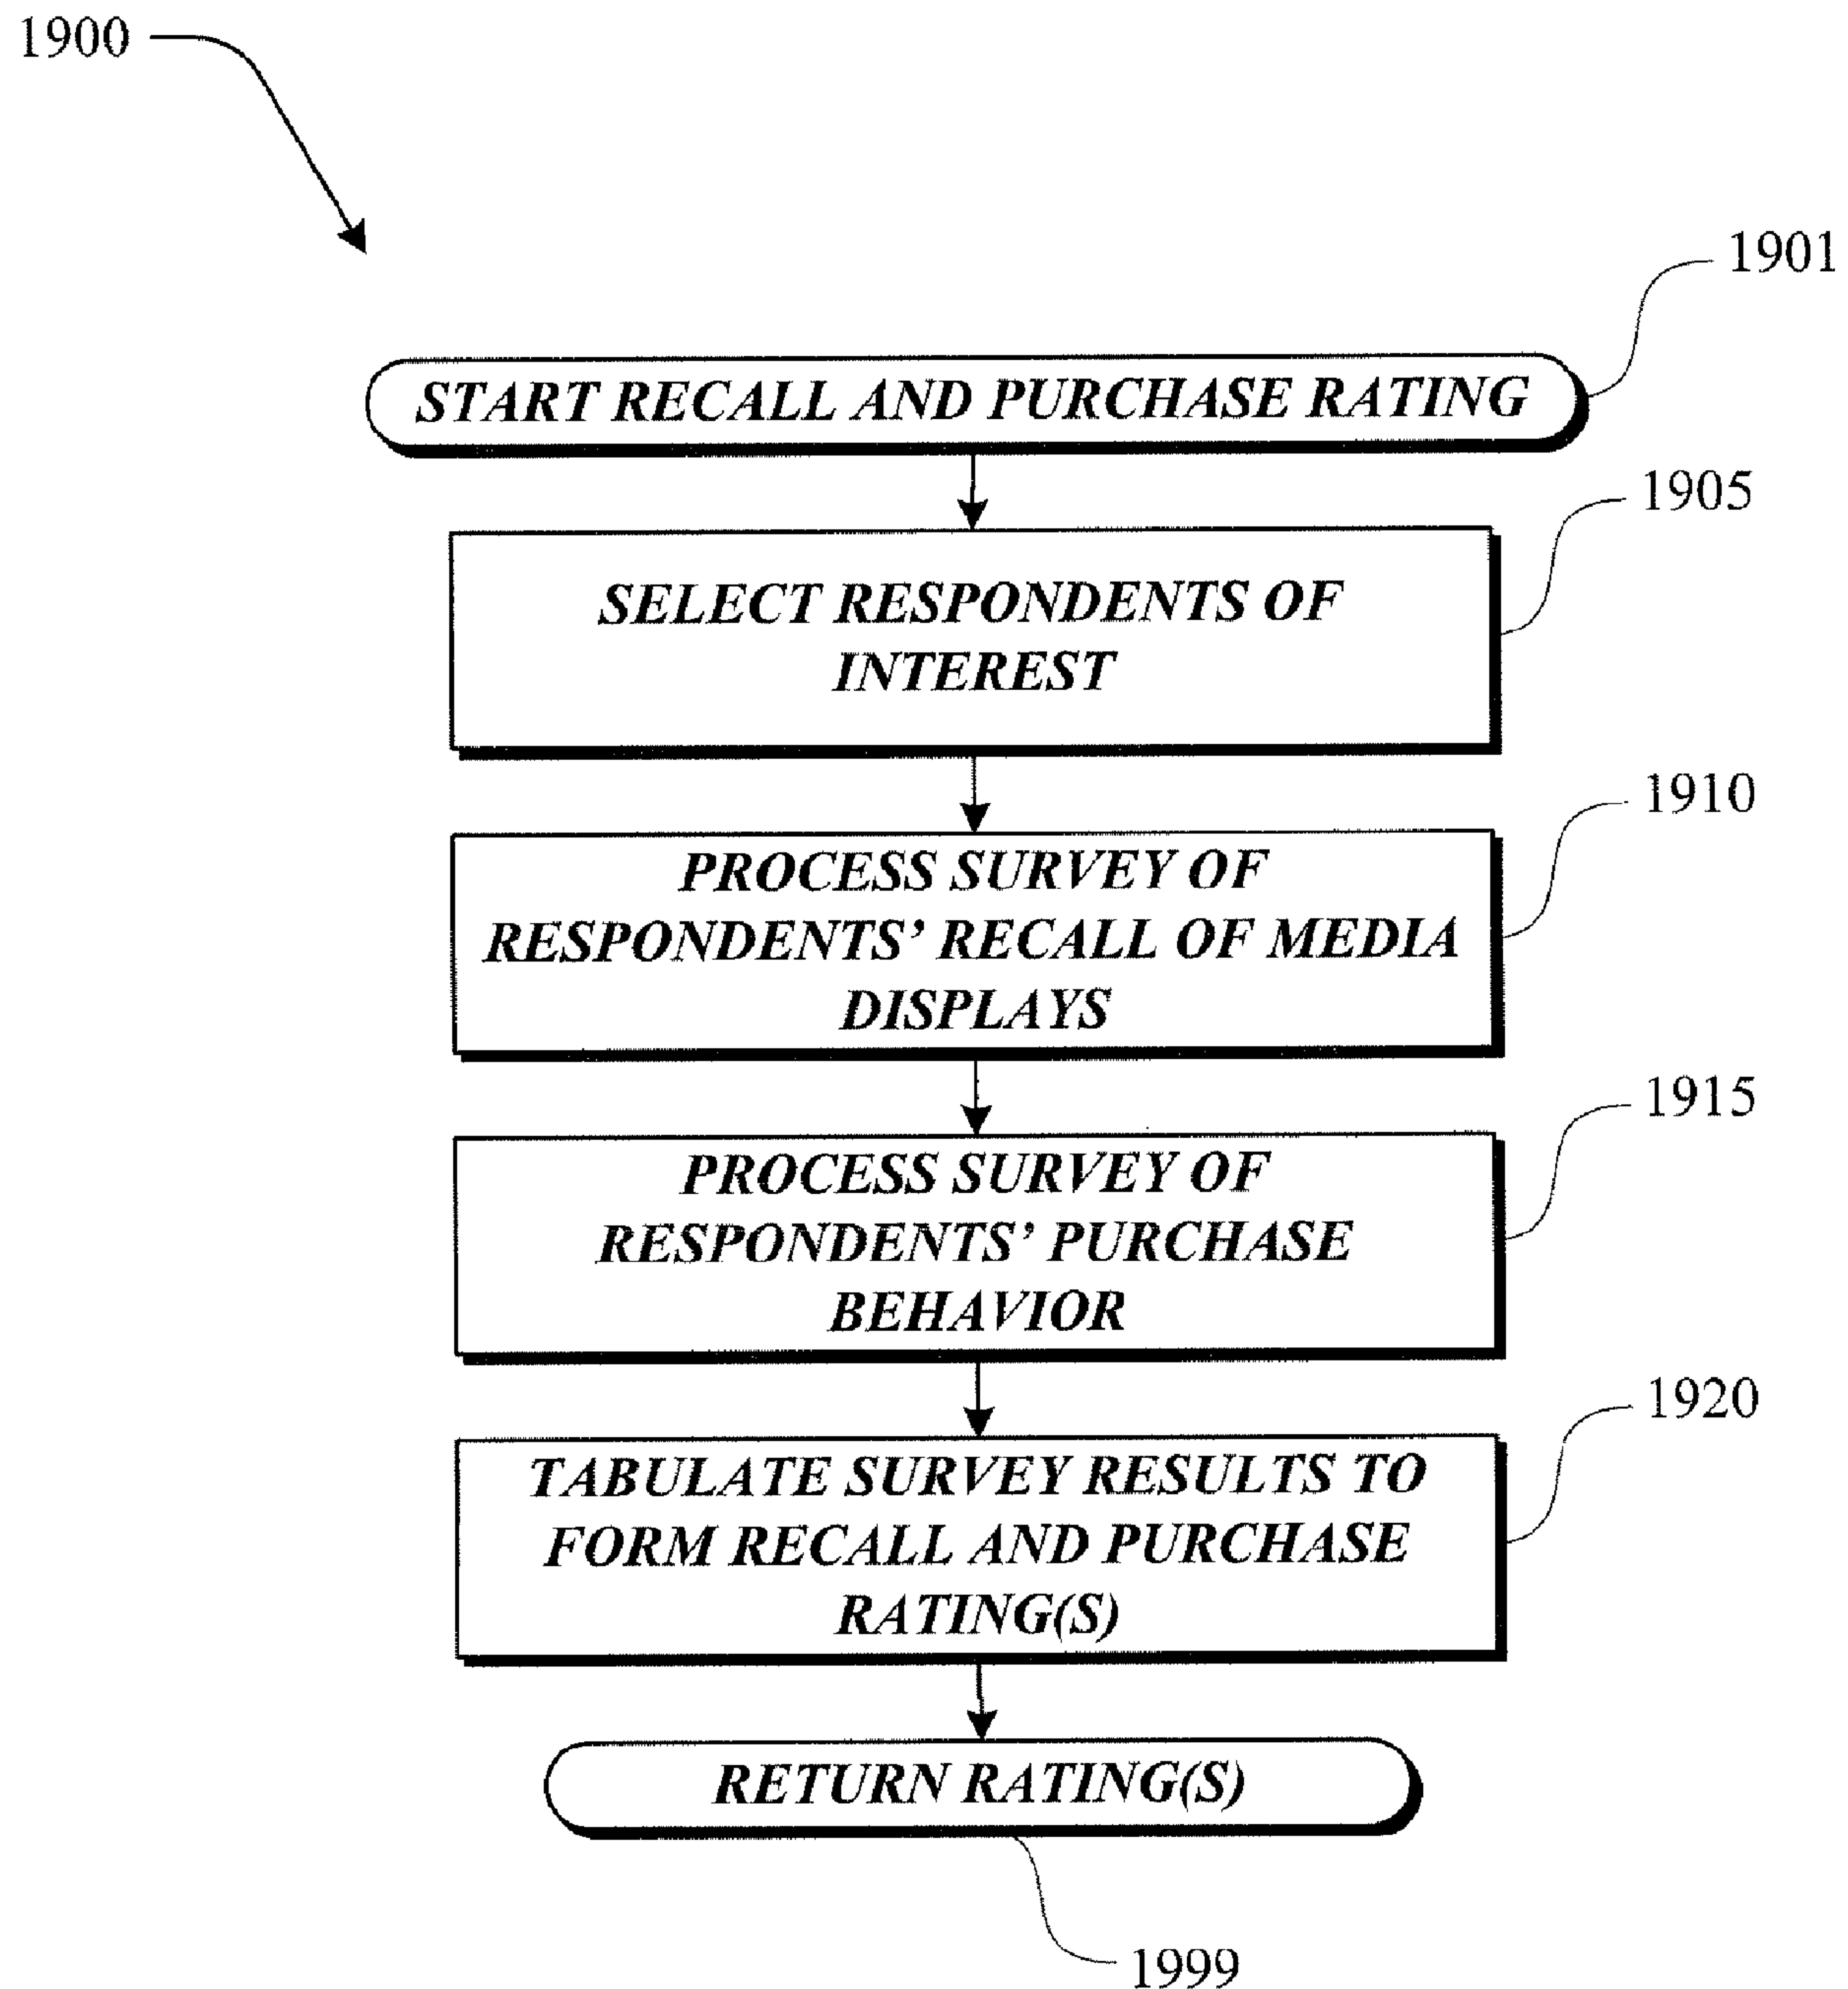 1900
1901
START RECALL AND PURCHASE RATING
1905
SELECT RESPONDENTS OF
INTEREST
1910
PROCESS SURVEY OF
RESPONDENTS’ RECALL OF MEDIA
DISPLAYS
1915
PROCESS SURVEY OF
RESPONDENTS’ PURCHASE
BEHAVIOR
1920
TABULATE SURVEY RESULTS TO
FORM RECALL AND PURCHASE
RATING(S)
RETURN RATING(S)
1999